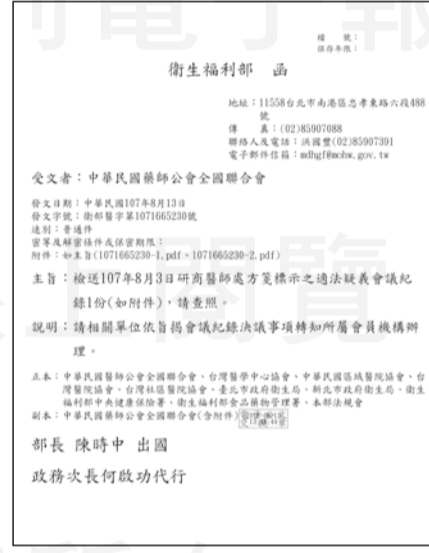 檔　號：
保存年限：
衛生福利部　函
地址：11558台北市南港區忠孝東路六段488
號
傳　真：(02)85907088
聯絡人及電話：洪國豐(02)85907391
電子郵件信箱：mdhgf@mohw.gov.tw
受文者：中華民國藥師公會全國聯合會
發文日期：中華民國107年8月13日
發文字號：衛部醫字第1071665230號
速別：普通件
密等及解密條件或保密期限：
附件：如主旨(1071665230-1.pdf、1071665230-2.pdf)
主旨：檢送107年8月3日研商醫師處方箋標示之適法疑義會議紀
錄1份(如附件)，請查照。
說明：請相關單位依旨揭會議紀錄決議事項轉知所屬會員機構辦
理。
正本：中華民國醫師公會全國聯合會、台灣醫學中心協會、中華民國區域醫院協會、台
灣醫院協會、台灣社區醫院協會、臺北市政府衛生局、新北市政府衛生局、衛生
福利部中央健康保險署、衛生福利部食品藥物管理署、本部法規會
副本：中華民國藥師公會全國聯合會(含附件)
部長 陳時中 出國
政務次長何啟功代行